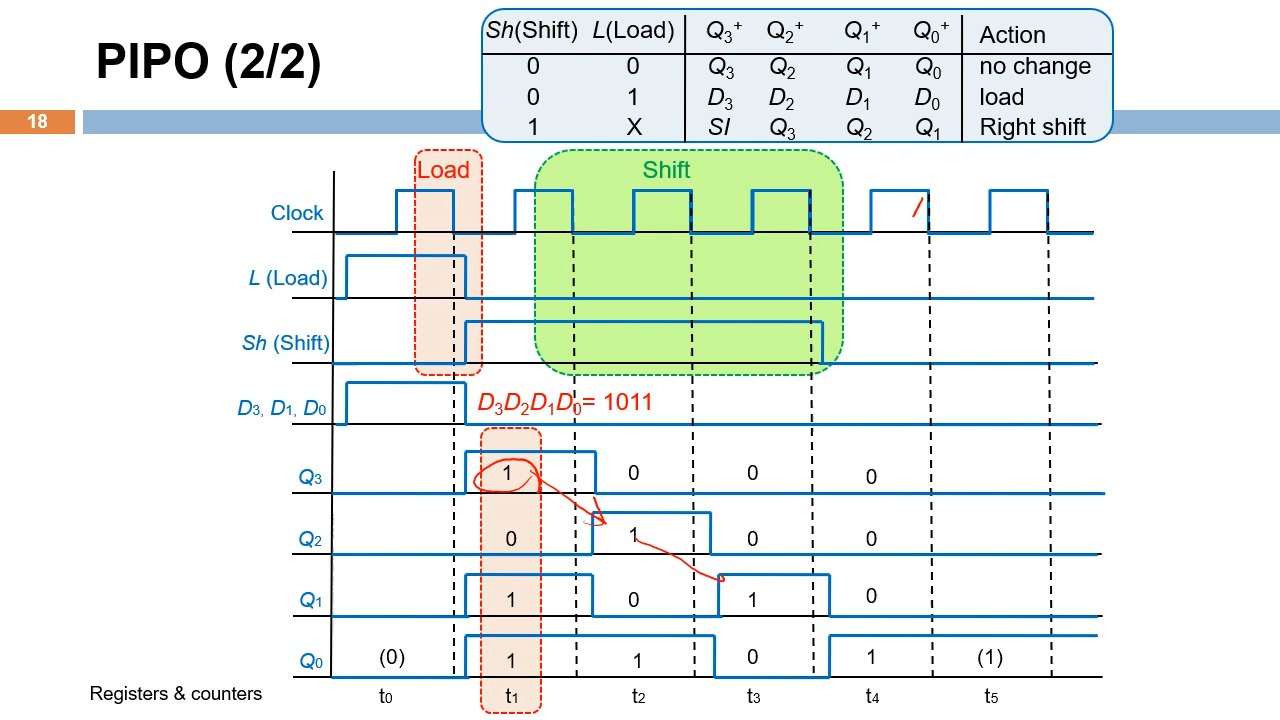 PIPO (2/2)
18
Sh(Shift) L(Load) Q3+ Q2+ Q1+ Q0+ Action
0 0 Q3 Q2 Q1 Q0 no change
0 1 D3 D2 D1 D0 load
1 X SI Q3 Q2 Q1 Right shift
Load Shift
Clock
L (Load)
Sh (Shift)
D3, D1, D0 D3D2D1D0= 1011
Q3 1 0 0 0
Q2 0 1 0 0
Q1 1 0 1 0
Q0 (0) 1 1 0 1 (1)
t0 t1 t2 t3 t4 t5
Registers & counters